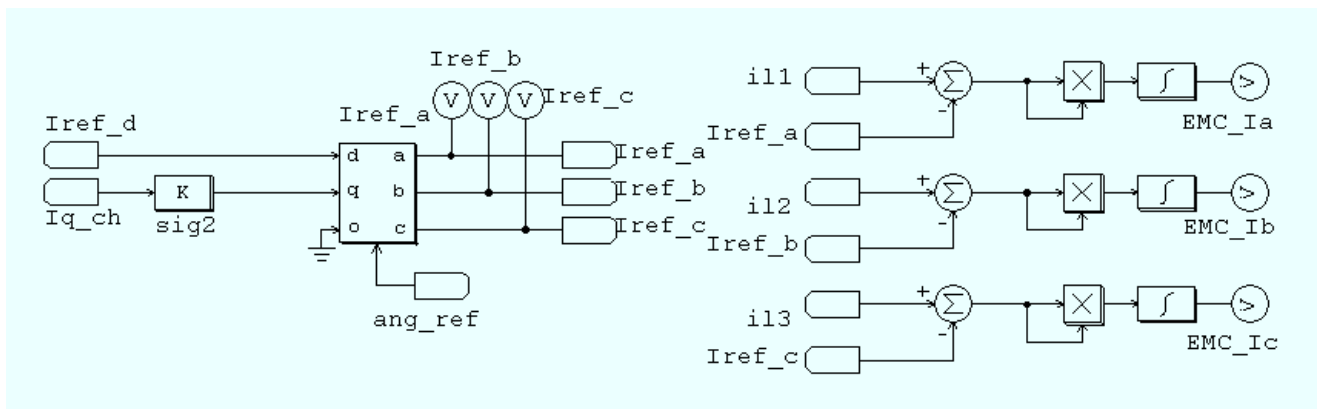 Iref_b
Iref_a
Iref_c
V
V
V
Iref_d
d
a
Iref_a
Iq_ch
K
sig2
q
b
Iref_b
o
c
Iref_c
ang_ref
il1
+
Σ
-
Iref_a
×
∫
>
EMC_Ia
il2
+
Σ
-
Iref_b
×
∫
>
EMC_Ib
il3
+
Σ
-
Iref_c
×
∫
>
EMC_Ic